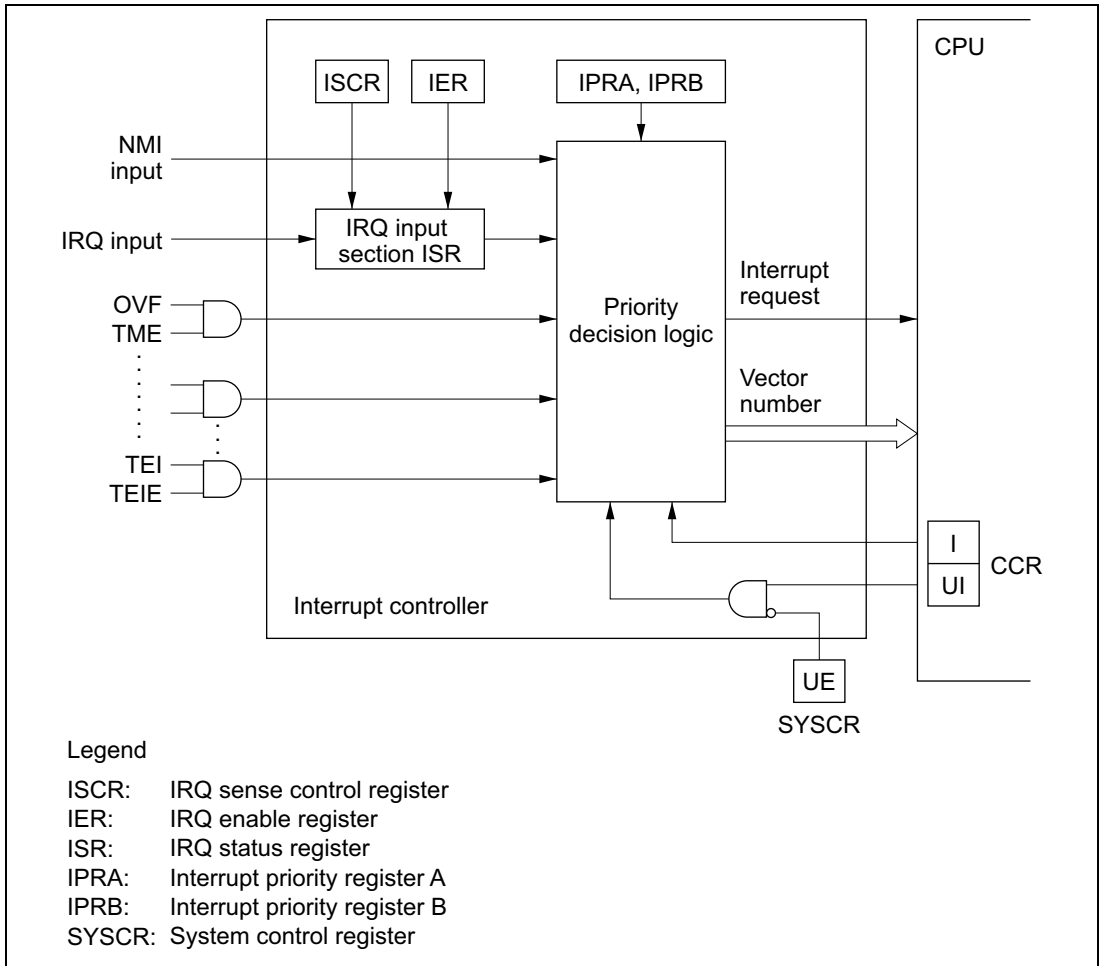 CPU
ISCR
IER
IPRA, IPRB
NMI
input
IRQ input
IRQ input
section ISR
OVF
TME
Priority
decision logic
Interrupt
request
Vector
number
TEI
TEIE
I
UI
CCR
Interrupt controller
UE
SYSCR
Legend
ISCR: IRQ sense control register
IER: IRQ enable register
ISR: IRQ status register
IPRA: Interrupt priority register A
IPRB: Interrupt priority register B
SYSCR: System control register